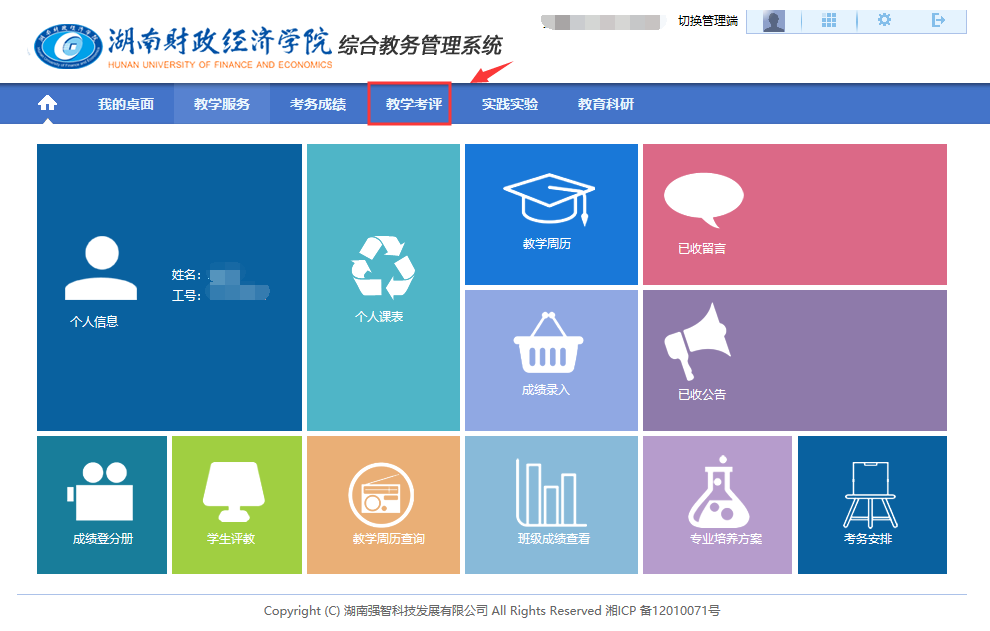 切换管理端
湖南财政经济学院 综合教务管理系统
HUNAN UNIVERSITY OF FINANCE AND ECONOMICS
我的桌面 教学服务 考务成绩 教学考评 实践实验 教育科研
姓名:
工号:
个人信息
个人课表
教学周历
已收留言
成绩录入
已收公告
成绩登分册
学生评教
教学周历查询
班级成绩查看
专业培养方案
考务安排
Copyright (C) 湖南强智科技发展有限公司 All Rights Reserved 湘ICP 备12010071号